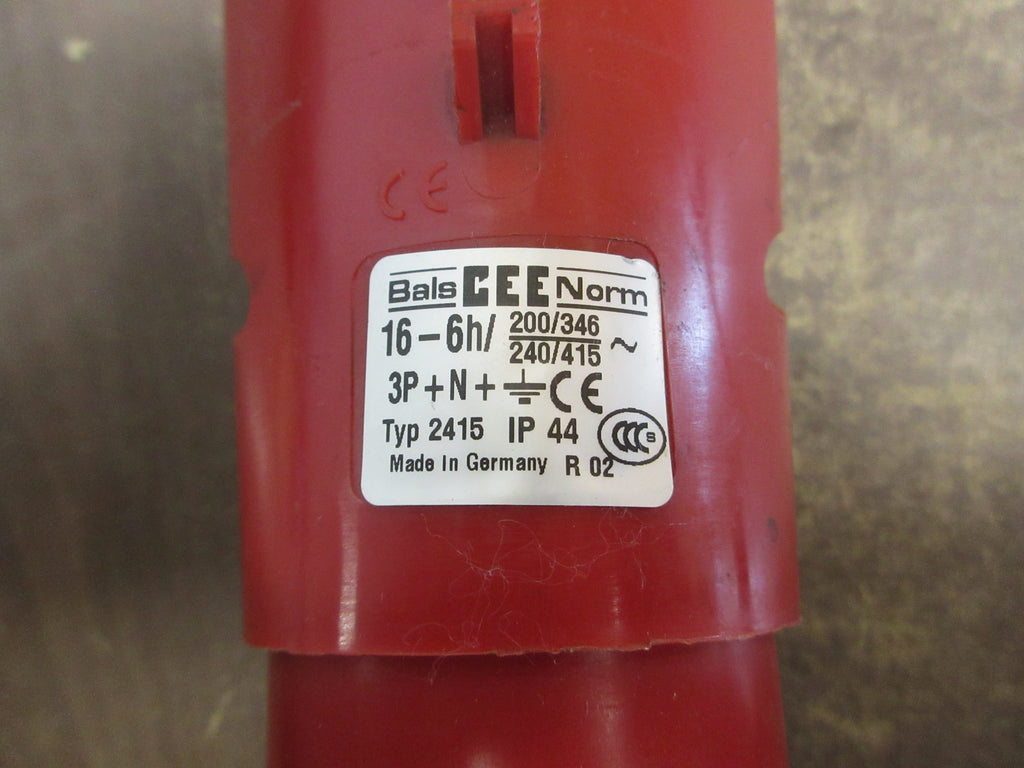 CE
Bals CEE Norm
16-6h/ 200/346 ~
240/415
3P+N+⏚ CE
Typ 2415 IP 44 CCC S
Made In Germany R 02